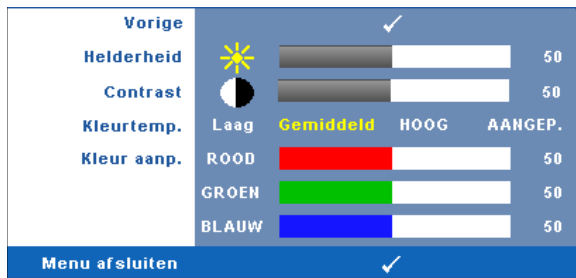 Vorige
Helderheid 50
Contrast 50
Kleurtemp. Laag Gemiddeld HOOG AANGEP.
Kleur aanp. ROOD 50
GROEN 50
BLAUW 50
Menu afsluiten